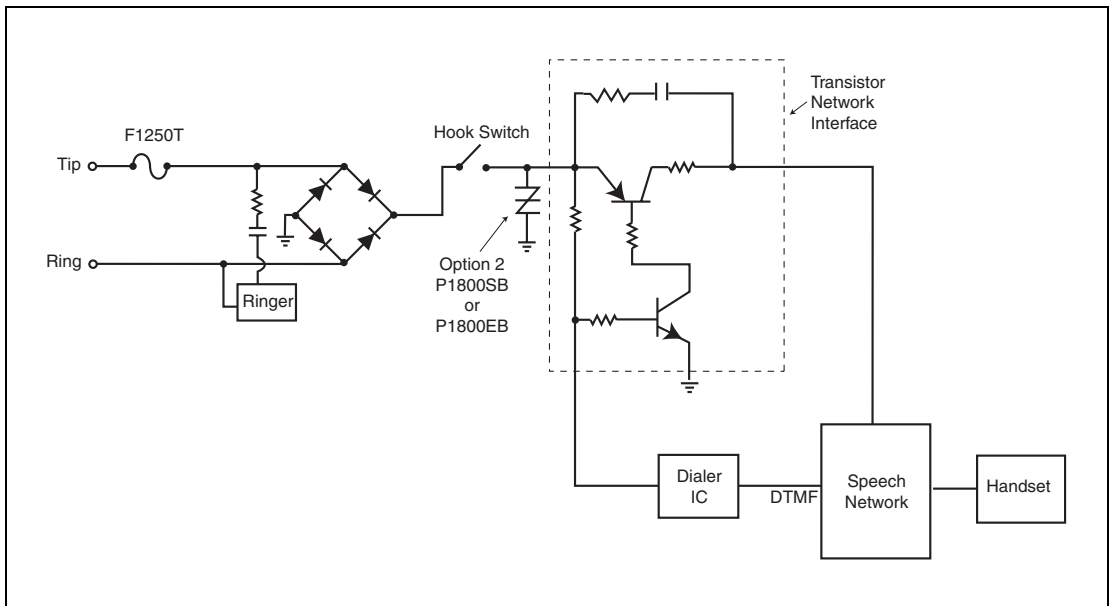 F1250T
Tip
Ring
Ringer
Hook Switch
Option 2
P1800SB
or
P1800EB
Transistor
Network
Interface
Dialer
IC
DTMF
Speech
Network
Handset